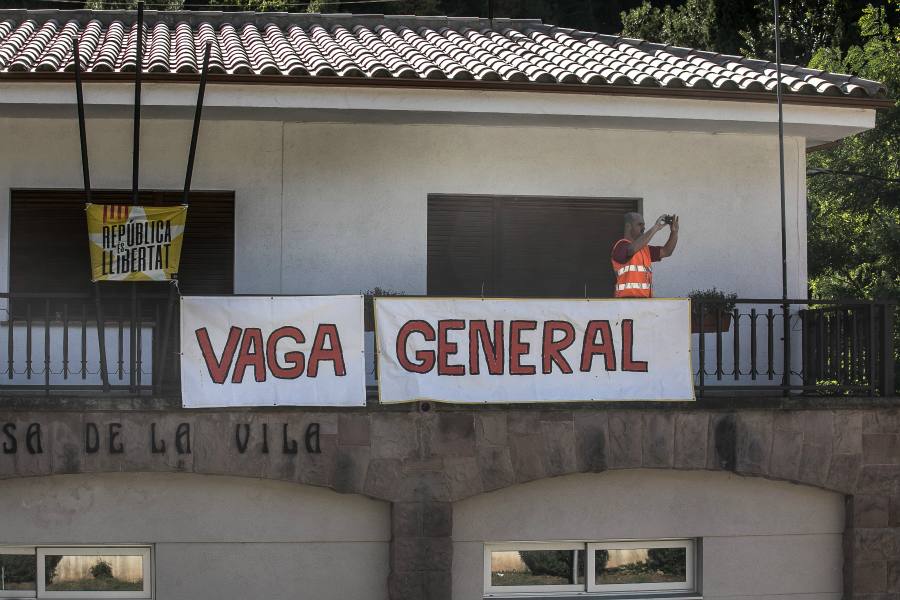 REPÚBLICA
ÉS
LLIBERTAT
VAGA GENERAL
SA DE LA VILA